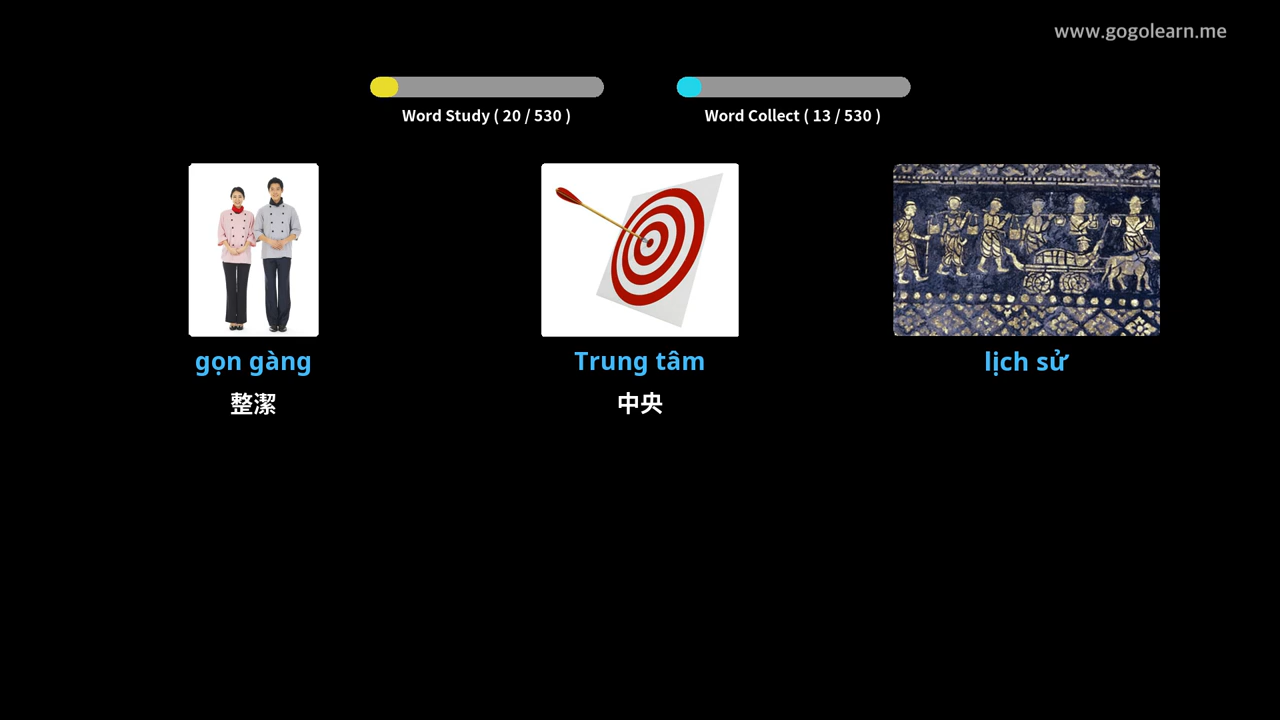 www.gogolearn.me
Word Study ( 20 / 530 )
Word Collect ( 13 / 530 )
gọn gàng
整潔
Trung tâm
中央
lịch sử